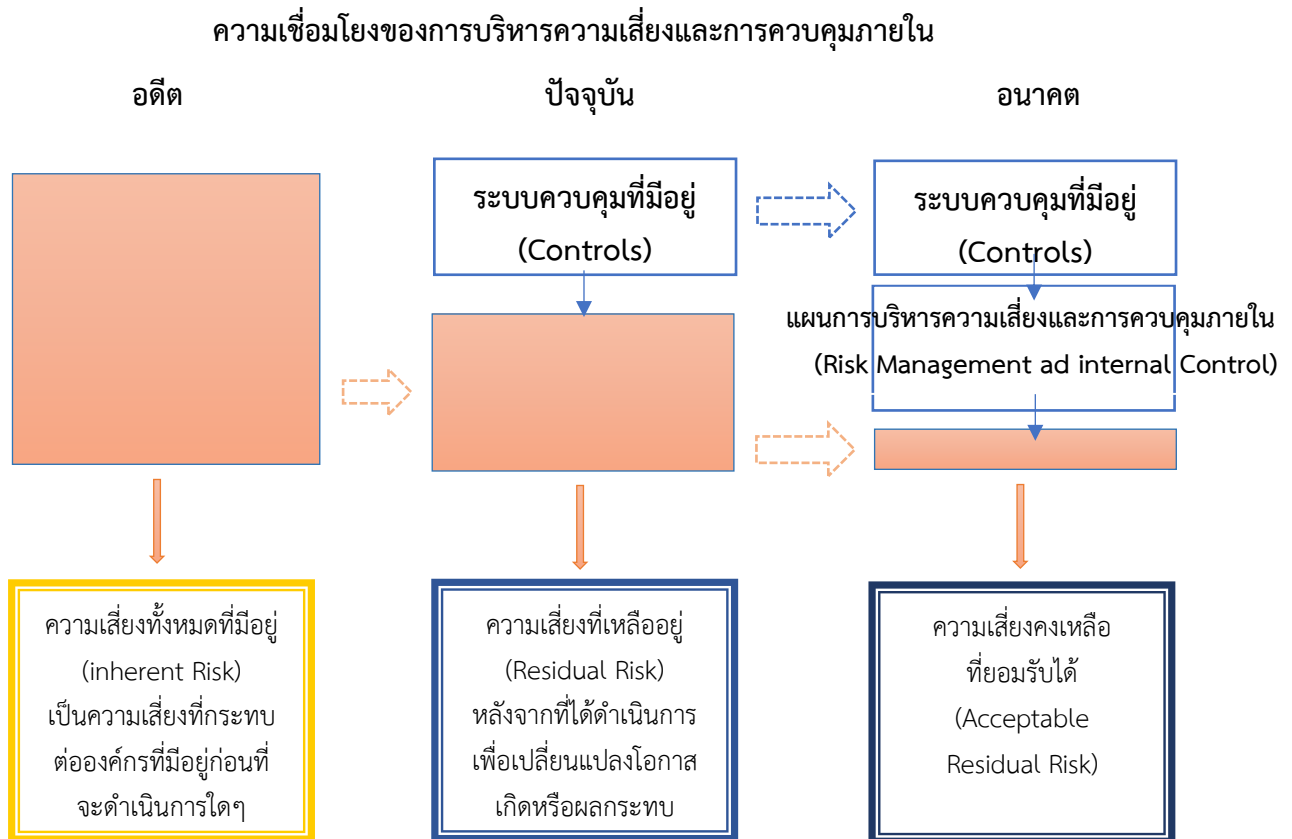 ความเชื่อมโยงของการบริหารความเสี่ยงและการควบคุมภายใน
อดีต
ปัจจุบัน
อนาคต
ระบบควบคุมที่มีอยู่
(Controls)
ระบบควบคุมที่มีอยู่
(Controls)
แผนการบริหารความเสี่ยงและการควบคุมภายใน
(Risk Management ad internal Control)
ความเสี่ยงทั้งหมดที่มีอยู่
(inherent Risk)
เป็นความเสี่ยงที่กระทบ
ต่อองค์กรที่มีอยู่ก่อนที่
จะดำเนินการใดๆ
ความเสี่ยงที่เหลืออยู่
(Residual Risk)
หลังจากที่ได้ดำเนินการ
เพื่อเปลี่ยนแปลงโอกาส
เกิดหรือผลกระทบ
ความเสี่ยงคงเหลือ
ที่ยอมรับได้
(Acceptable
Residual Risk)